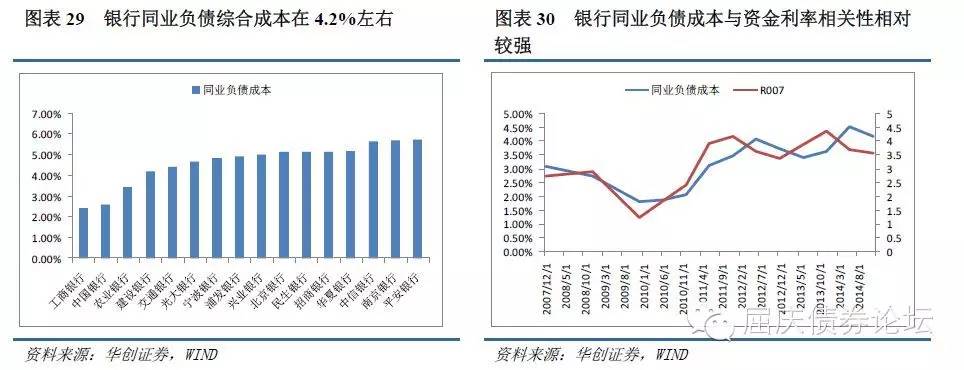 图表 29 银行同业负债综合成本在 4.2%左右
同业负债成本
7.00%
6.00%
5.00%
4.00%
3.00%
2.00%
1.00%
0.00%
工商银行
中国银行
农业银行
建设银行
交通银行
光大银行
宁波银行
浦发银行
兴业银行
北京银行
民生银行
招商银行
华夏银行
中信银行
南京银行
平安银行
资料来源：华创证券，WIND
图表 30 银行同业负债成本与资金利率相关性相对
较强
同业负债成本 R007
5.00%
4.50%
4.00%
3.50%
3.00%
2.50%
2.00%
1.50%
1.00%
0.50%
0.00%
5
4.5
4
3.5
3
2.5
2
1.5
1
0.5
0
2007/12/1
2008/5/1
2008/10/1
2009/3/1
2009/8/1
2010/1/1
2010/6/1
2010/11/1
011/4/1
2011/9/1
2012/2/1
2012/7/1
2012/12/1
2013/5/1
2013/10/1
2014/3/1
2014/8/1
屈庆债券论坛
资料来源：华创证券，WIND